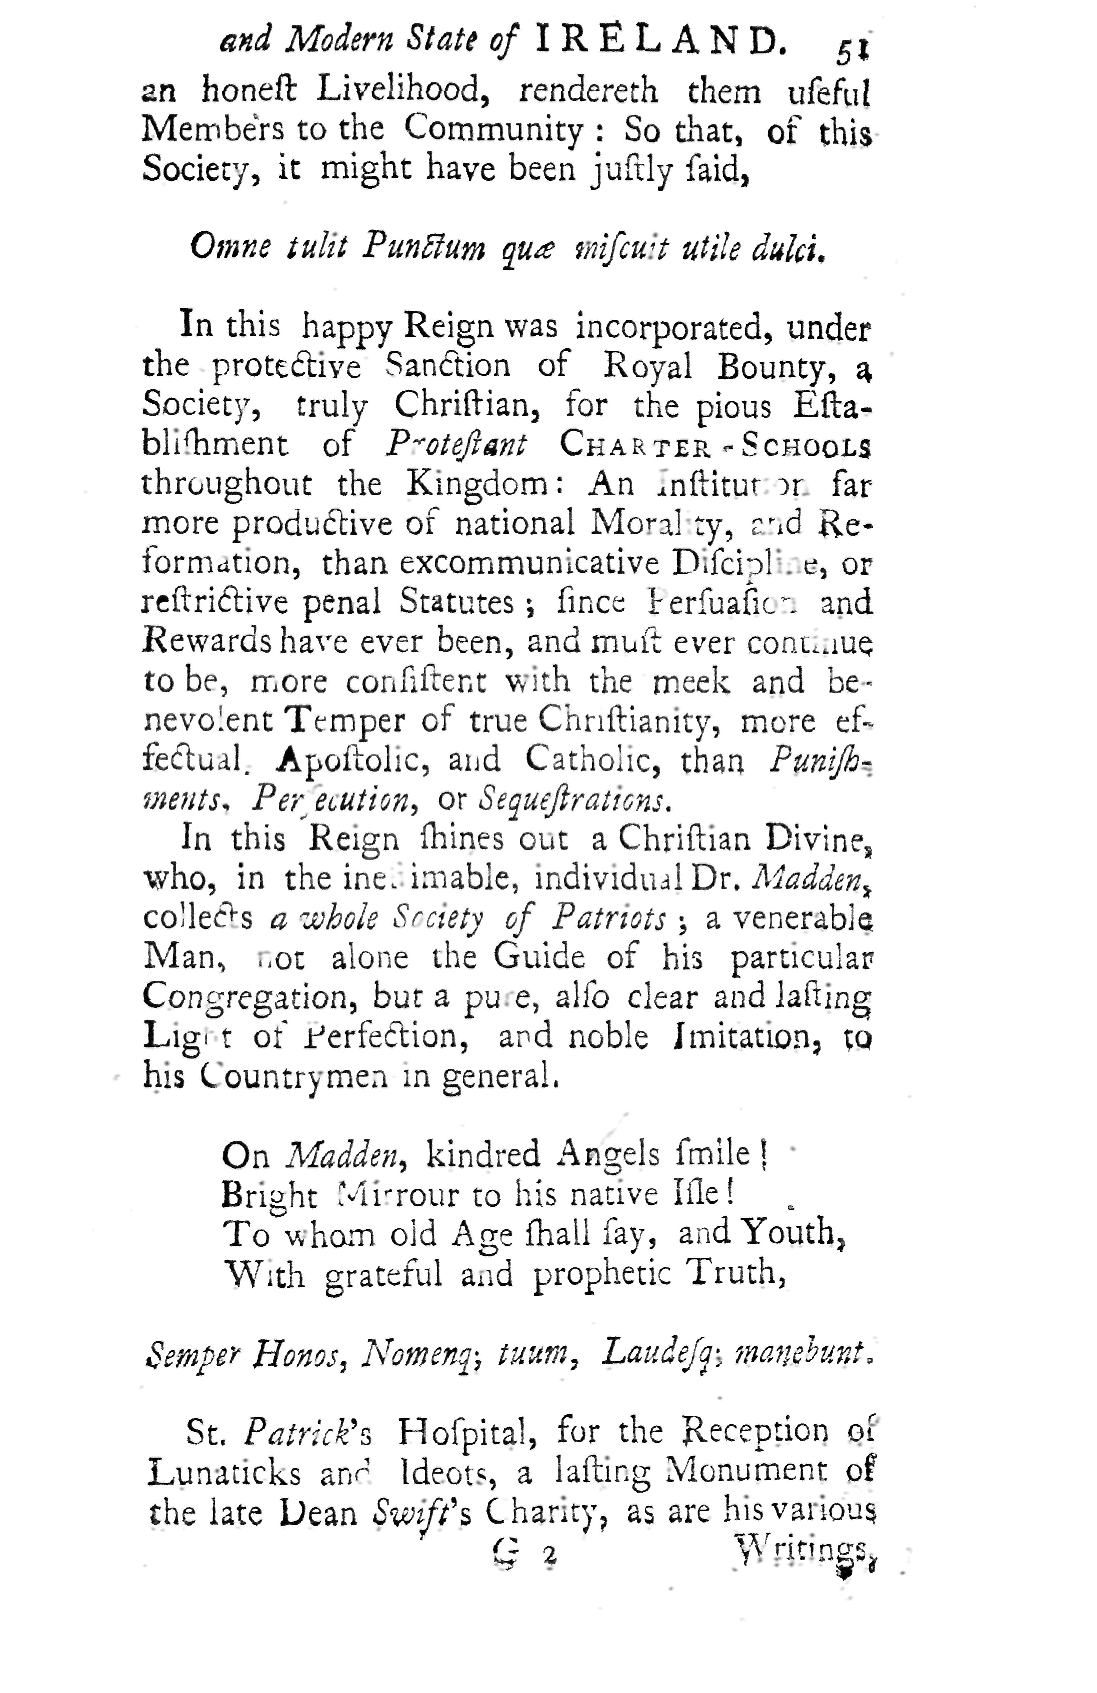 and Modern State of IRELAND. 51
an honeſt Livelihood, rendereth them uſeful
Members to the Community : So that, of this
Society, it might have been juſtly ſaid,
Omne tulit Punctum quæ miſcuit utile dulci.
In this happy Reign was incorporated, under
the protective Sanction of Royal Bounty, a
Society, truly Chriſtian, for the pious Eſta-
bliſhment of Proteſtant CHARTER-SCHOOLS
throughout the Kingdom: An Inſtitution far
more productive of national Morality, and Re-
formation, than excommunicative Diſcipline, or
reſtrictive penal Statutes ; ſince Perſuaſion and
Rewards have ever been, and muſt ever continue
to be, more conſiſtent with the meek and be-
nevolent Temper of true Chriſtianity, more ef-
fectual, Apoſtolic, and Catholic, than Puniſh-
ments, Perſecution, or Sequeſtrations.
In this Reign ſhines out a Chriſtian Divine,
who, in the ineſtimable, individual Dr. Madden,
collects a whole Society of Patriots ; a venerable
Man, not alone the Guide of his particular
Congregation, but a pure, alſo clear and laſting
Light of Perfection, and noble Imitation, to
his Countrymen in general.
On Madden, kindred Angels ſmile !
Bright Mirrour to his native Iſle !
To whom old Age ſhall ſay, and Youth,
With grateful and prophetic Truth,
Semper Honos, Nomenq; tuum, Laudeſq; manebunt.
St. Patrick's Hoſpital, for the Reception of
Lunaticks and Ideots, a laſting Monument of
the late Dean Swift's Charity, as are his various
G 2 Writings,